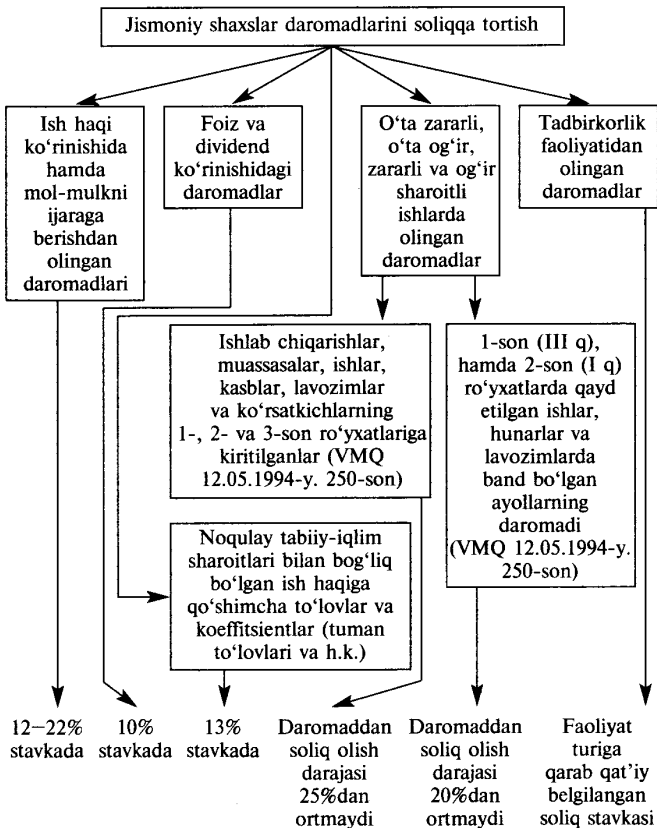 Jismoniy shaxslar daromadlarini soliqqa tortish
Ish haqi
ko‘rinishida
hamda
mol-mulkni
ijaraga
berishdan
olingan
daromadlari
Foiz va
dividend
ko‘rinishidagi
daromadlar
O‘ta zararli,
o‘ta og‘ir,
zararli va og‘ir
sharoitli
ishlarda
olingan
daromadlar
Tadbirkorlik
faoliyatidan
olingan
daromadlar
Ishlab chiqarishlar,
muassasalar, ishlar,
kasblar, lavozimlar
va ko‘rsatkichlarning
1-, 2- va 3-son ro‘yxatlariga
kiritilganlar (VMQ
12.05.1994-y. 250-son)
1-son (III q),
hamda 2-son (I q)
ro‘yxatlarda qayd
etilgan ishlar,
hunarlar va
lavozimlarda
band bo‘lgan
ayollarning
daromadi
(VMQ 12.05.1994-y.
250-son)
Noqulay tabiiy-iqlim
sharoitlari bilan bog‘liq
bo‘lgan ish haqiga
qo‘shimcha to‘lovlar va
koeffitsientlar (tuman
to‘lovlari va h.k.)
12–22%
stavkada
10%
stavkada
13%
stavkada
Daromaddan
soliq olish
darajasi
25%dan
ortmaydi
Daromaddan
soliq olish
darajasi
20%dan
ortmaydi
Faoliyat
turiga
qarab qat’iy
belgilangan
soliq stavkasi